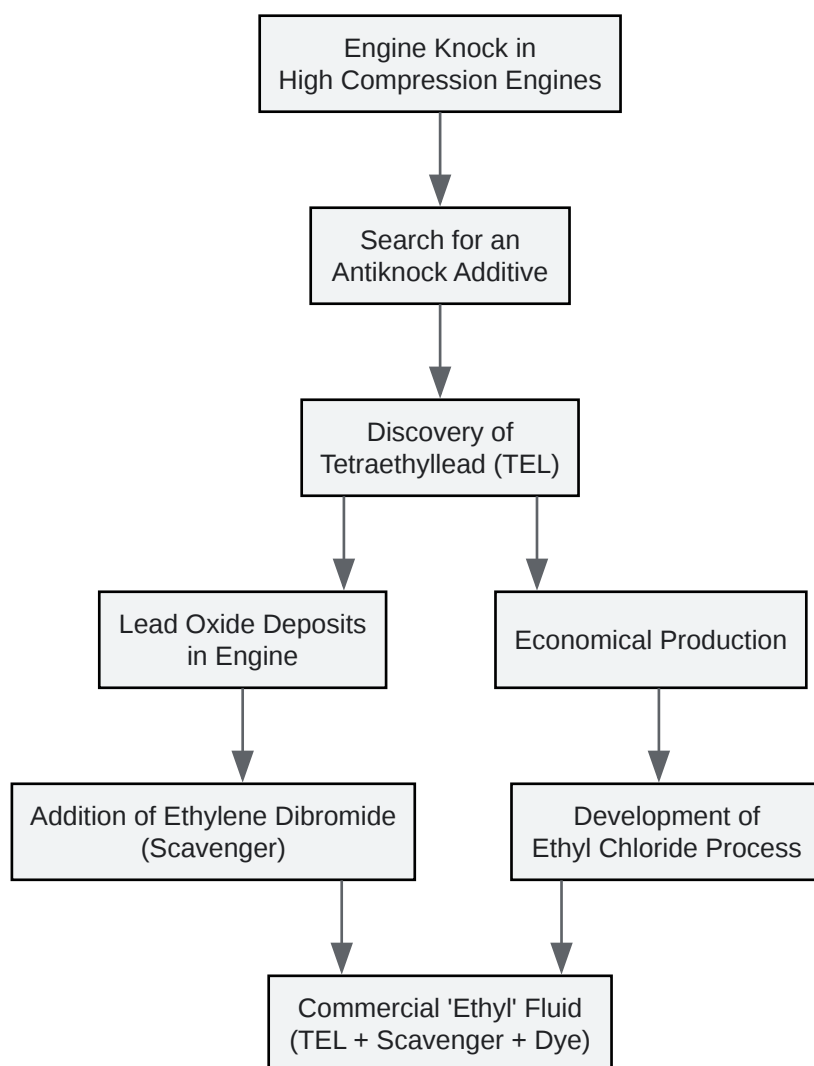 Engine Knock in
High Compression Engines
Search for an
Antiknock Additive
Discovery of
Tetraethyllead (TEL)
Lead Oxide Deposits
in Engine
Economical Production
Addition of Ethylene Dibromide
(Scavenger)
Development of
Ethyl Chloride Process
Commercial 'Ethyl' Fluid
(TEL + Scavenger + Dye)